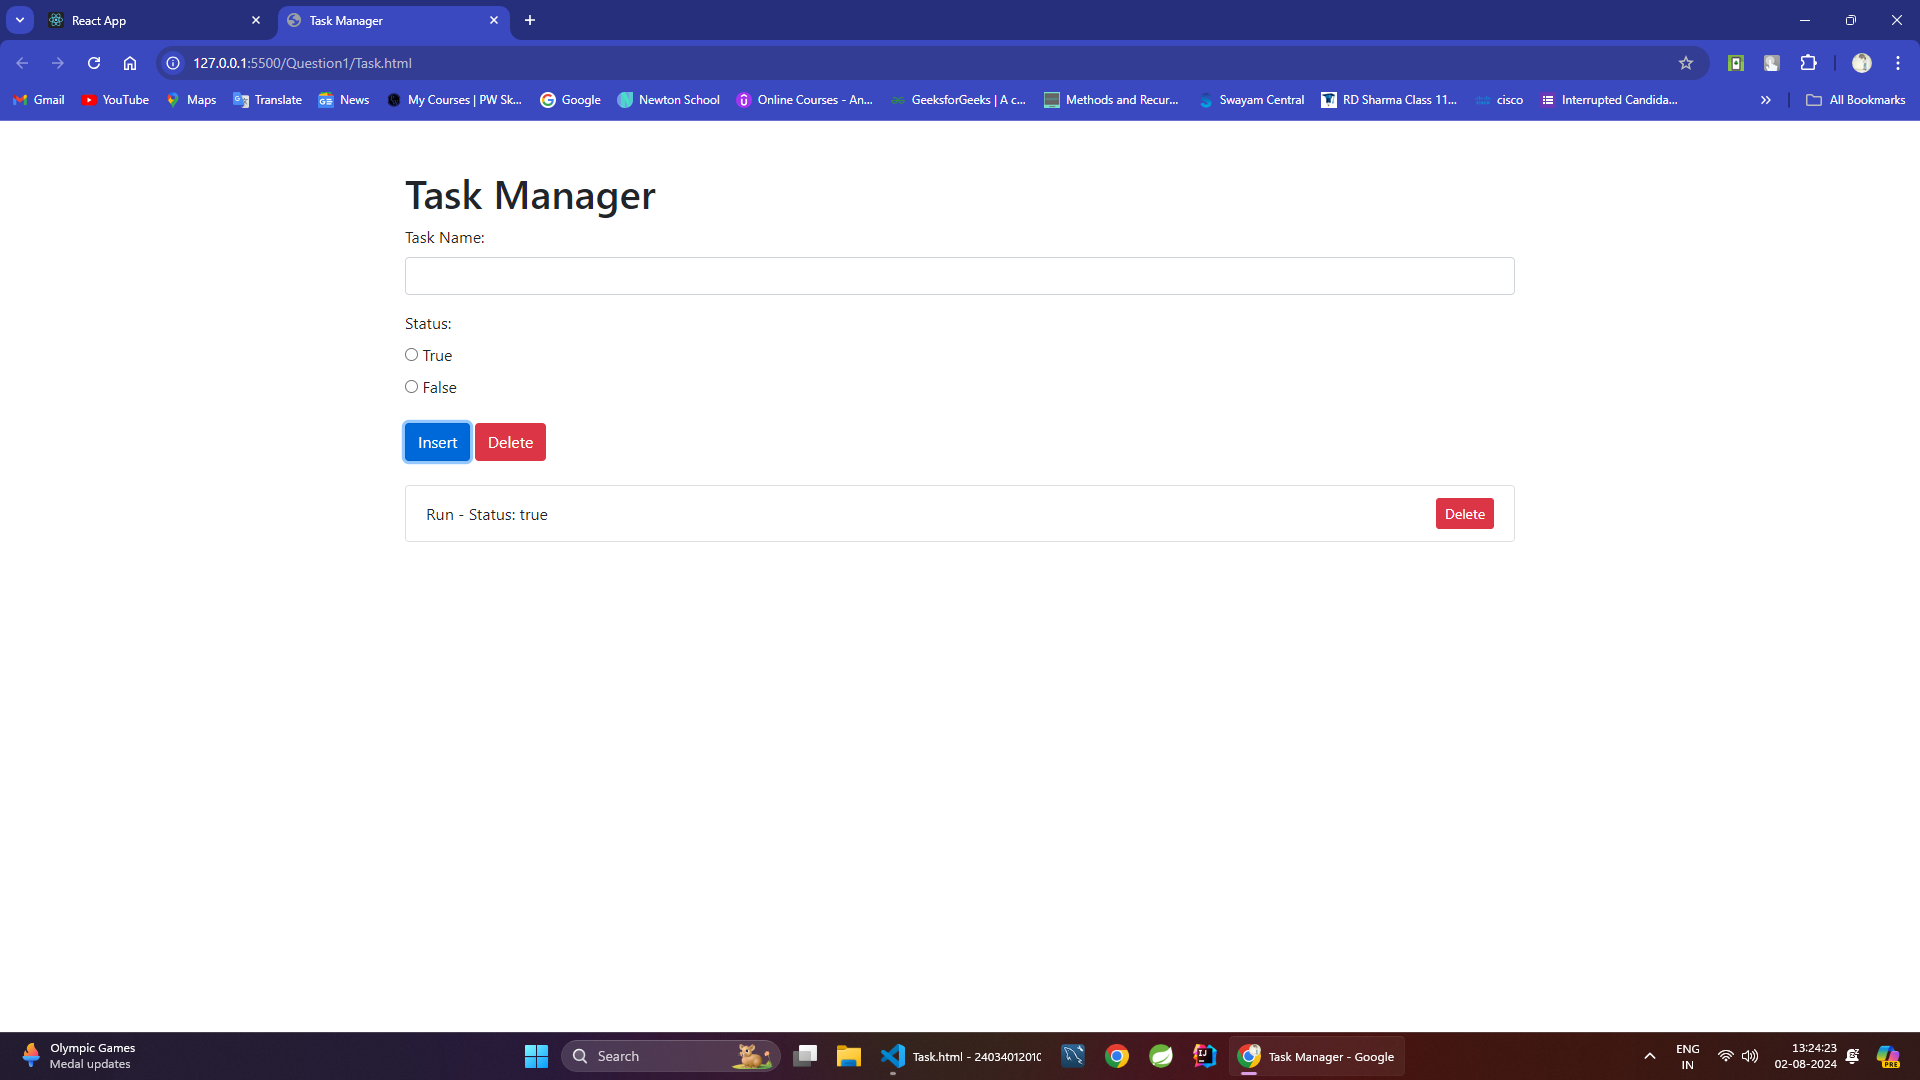 React App
Task Manager
127.0.0.1:5500/Question1/Task.html
Gmail
YouTube
Maps
Translate
News
My Courses | PW Sk...
Google
Newton School
Online Courses - An...
GeeksforGeeks | A c...
Methods and Recur...
Swayam Central
RD Sharma Class 11...
cisco
Interrupted Candida...
All Bookmarks
Task Manager
Task Name:
Status:
True
False
Insert
Delete
Run - Status: true
Delete
Olympic Games
Medal updates
Search
Task.html - 24034012010
Task Manager - Google
ENG
IN
13:24:23
02-08-2024
PRE